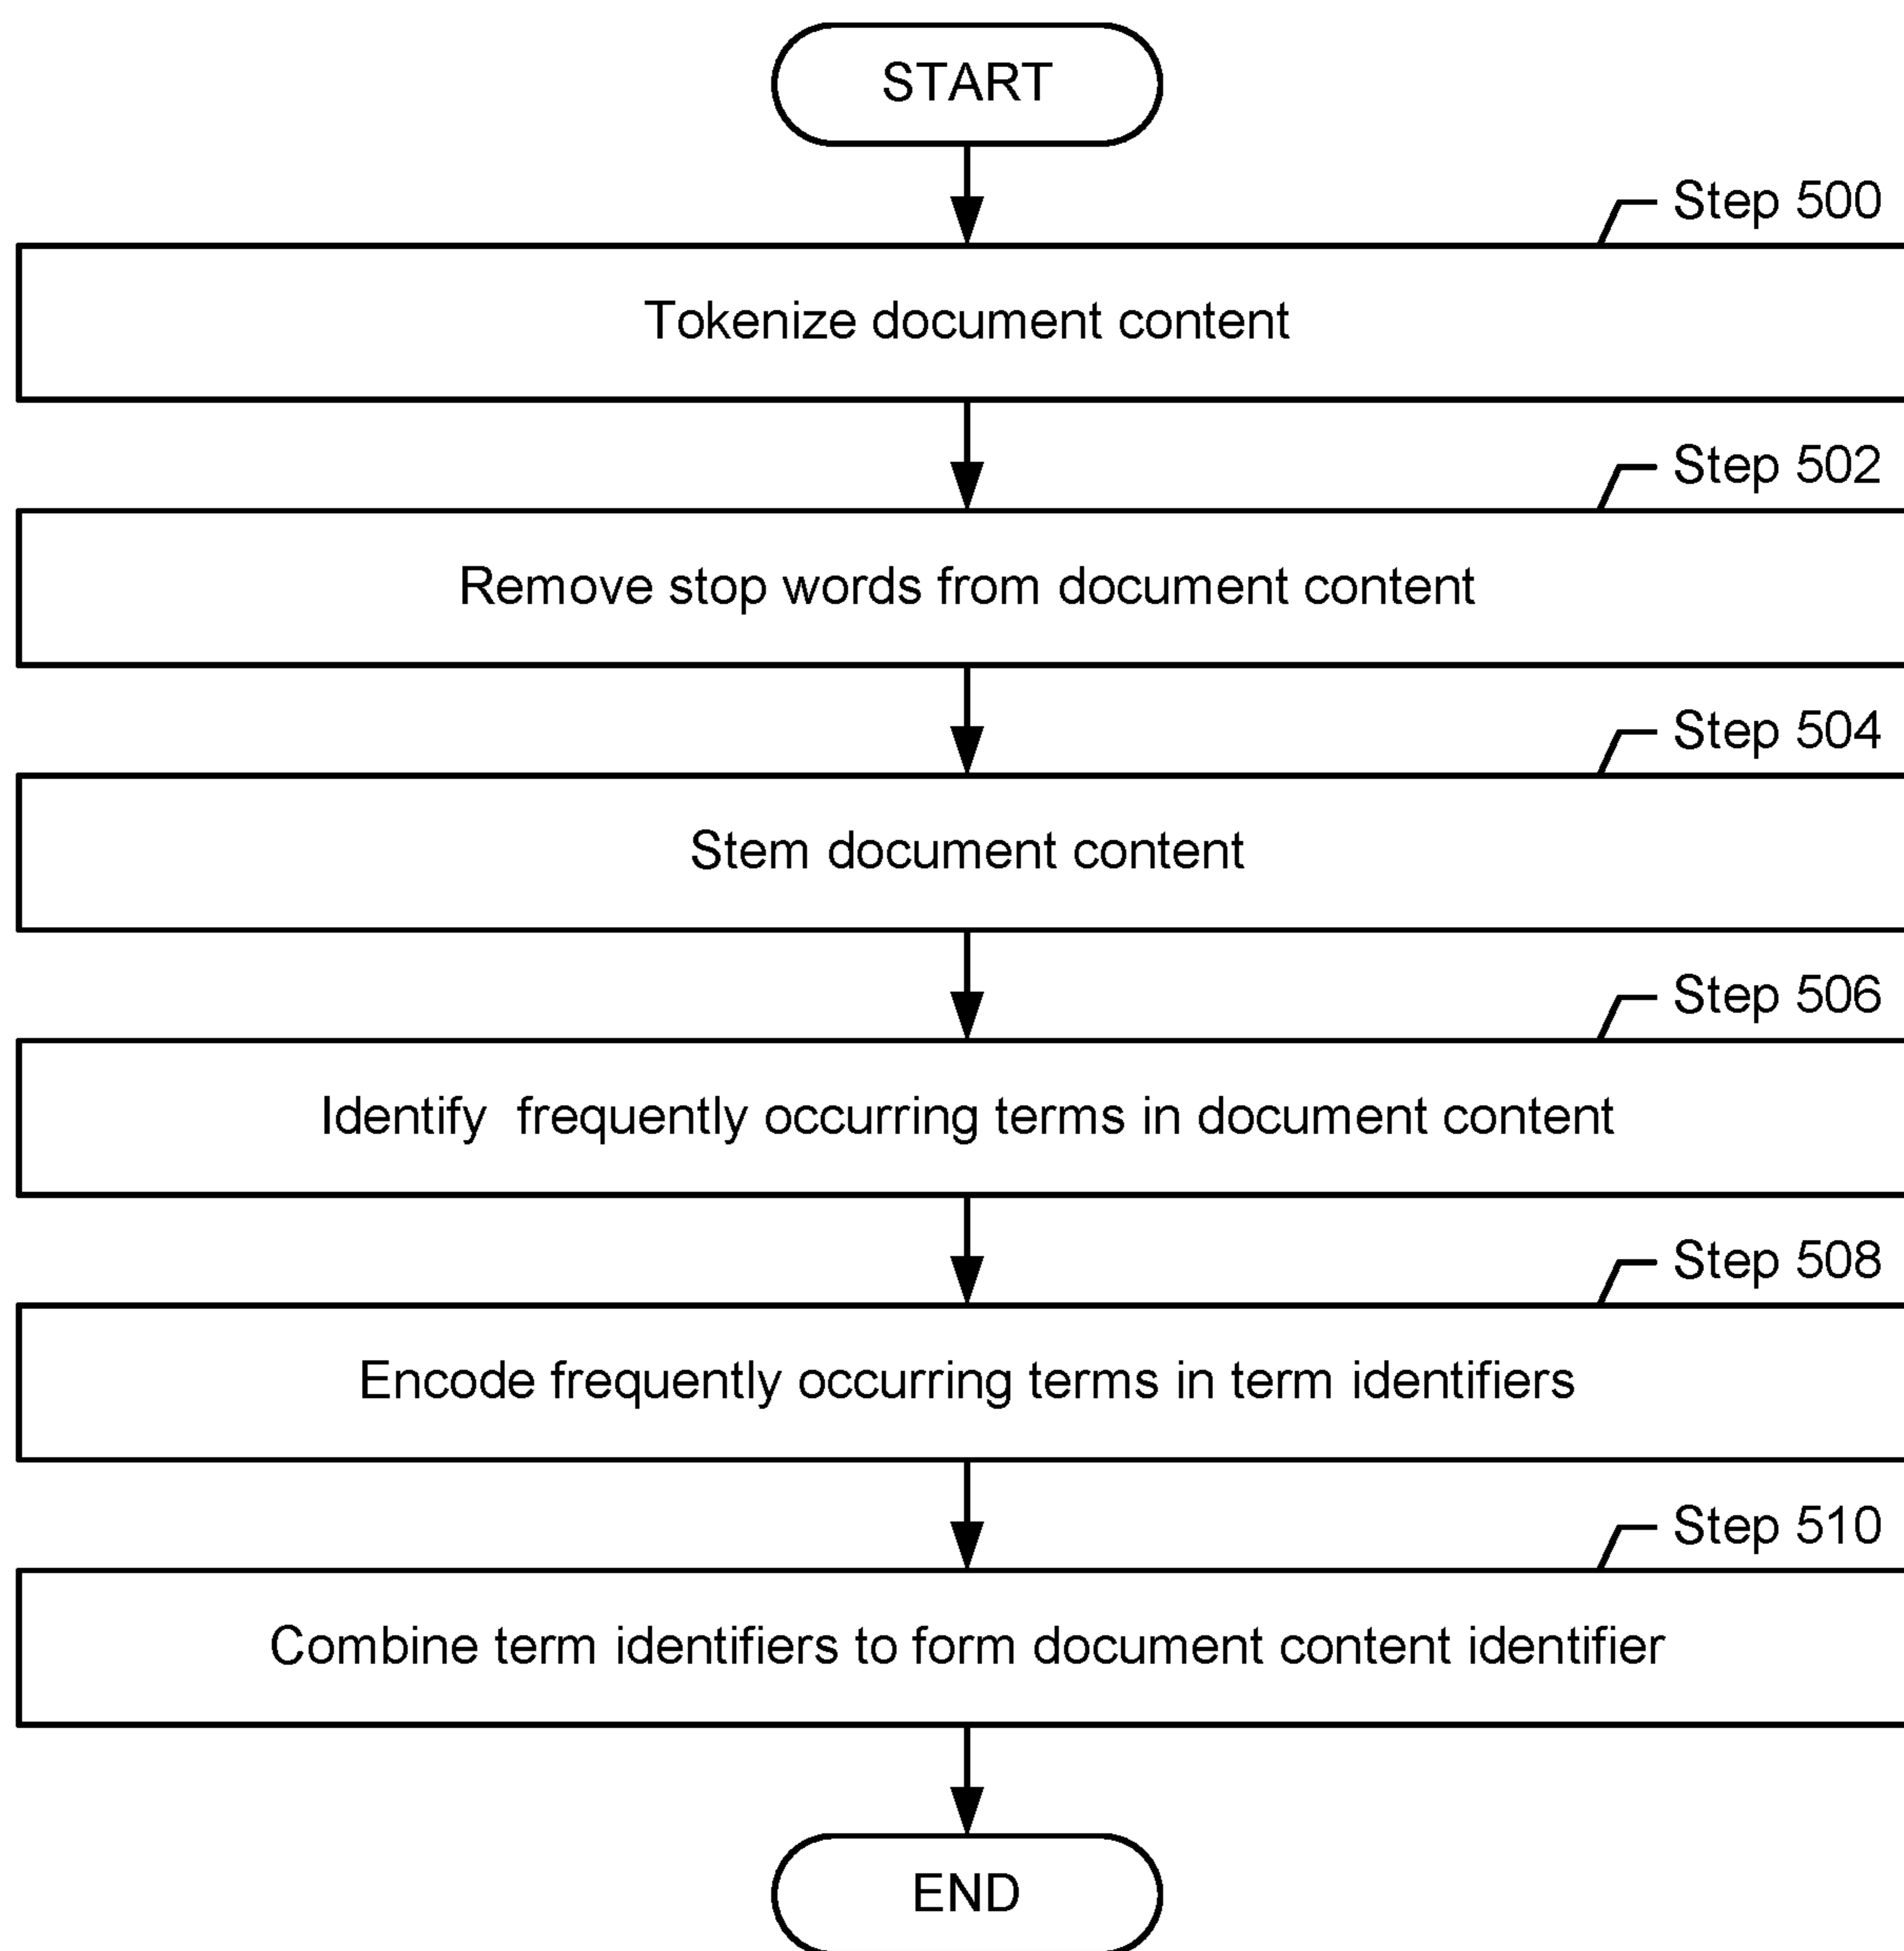 START
Step 500
Tokenize document content
Step 502
Remove stop words from document content
Step 504
Stem document content
Step 506
Identify  frequently occurring terms in document content
Step 508
Encode frequently occurring terms in term identifiers
Step 510
Combine term identifiers to form document content identifier
END